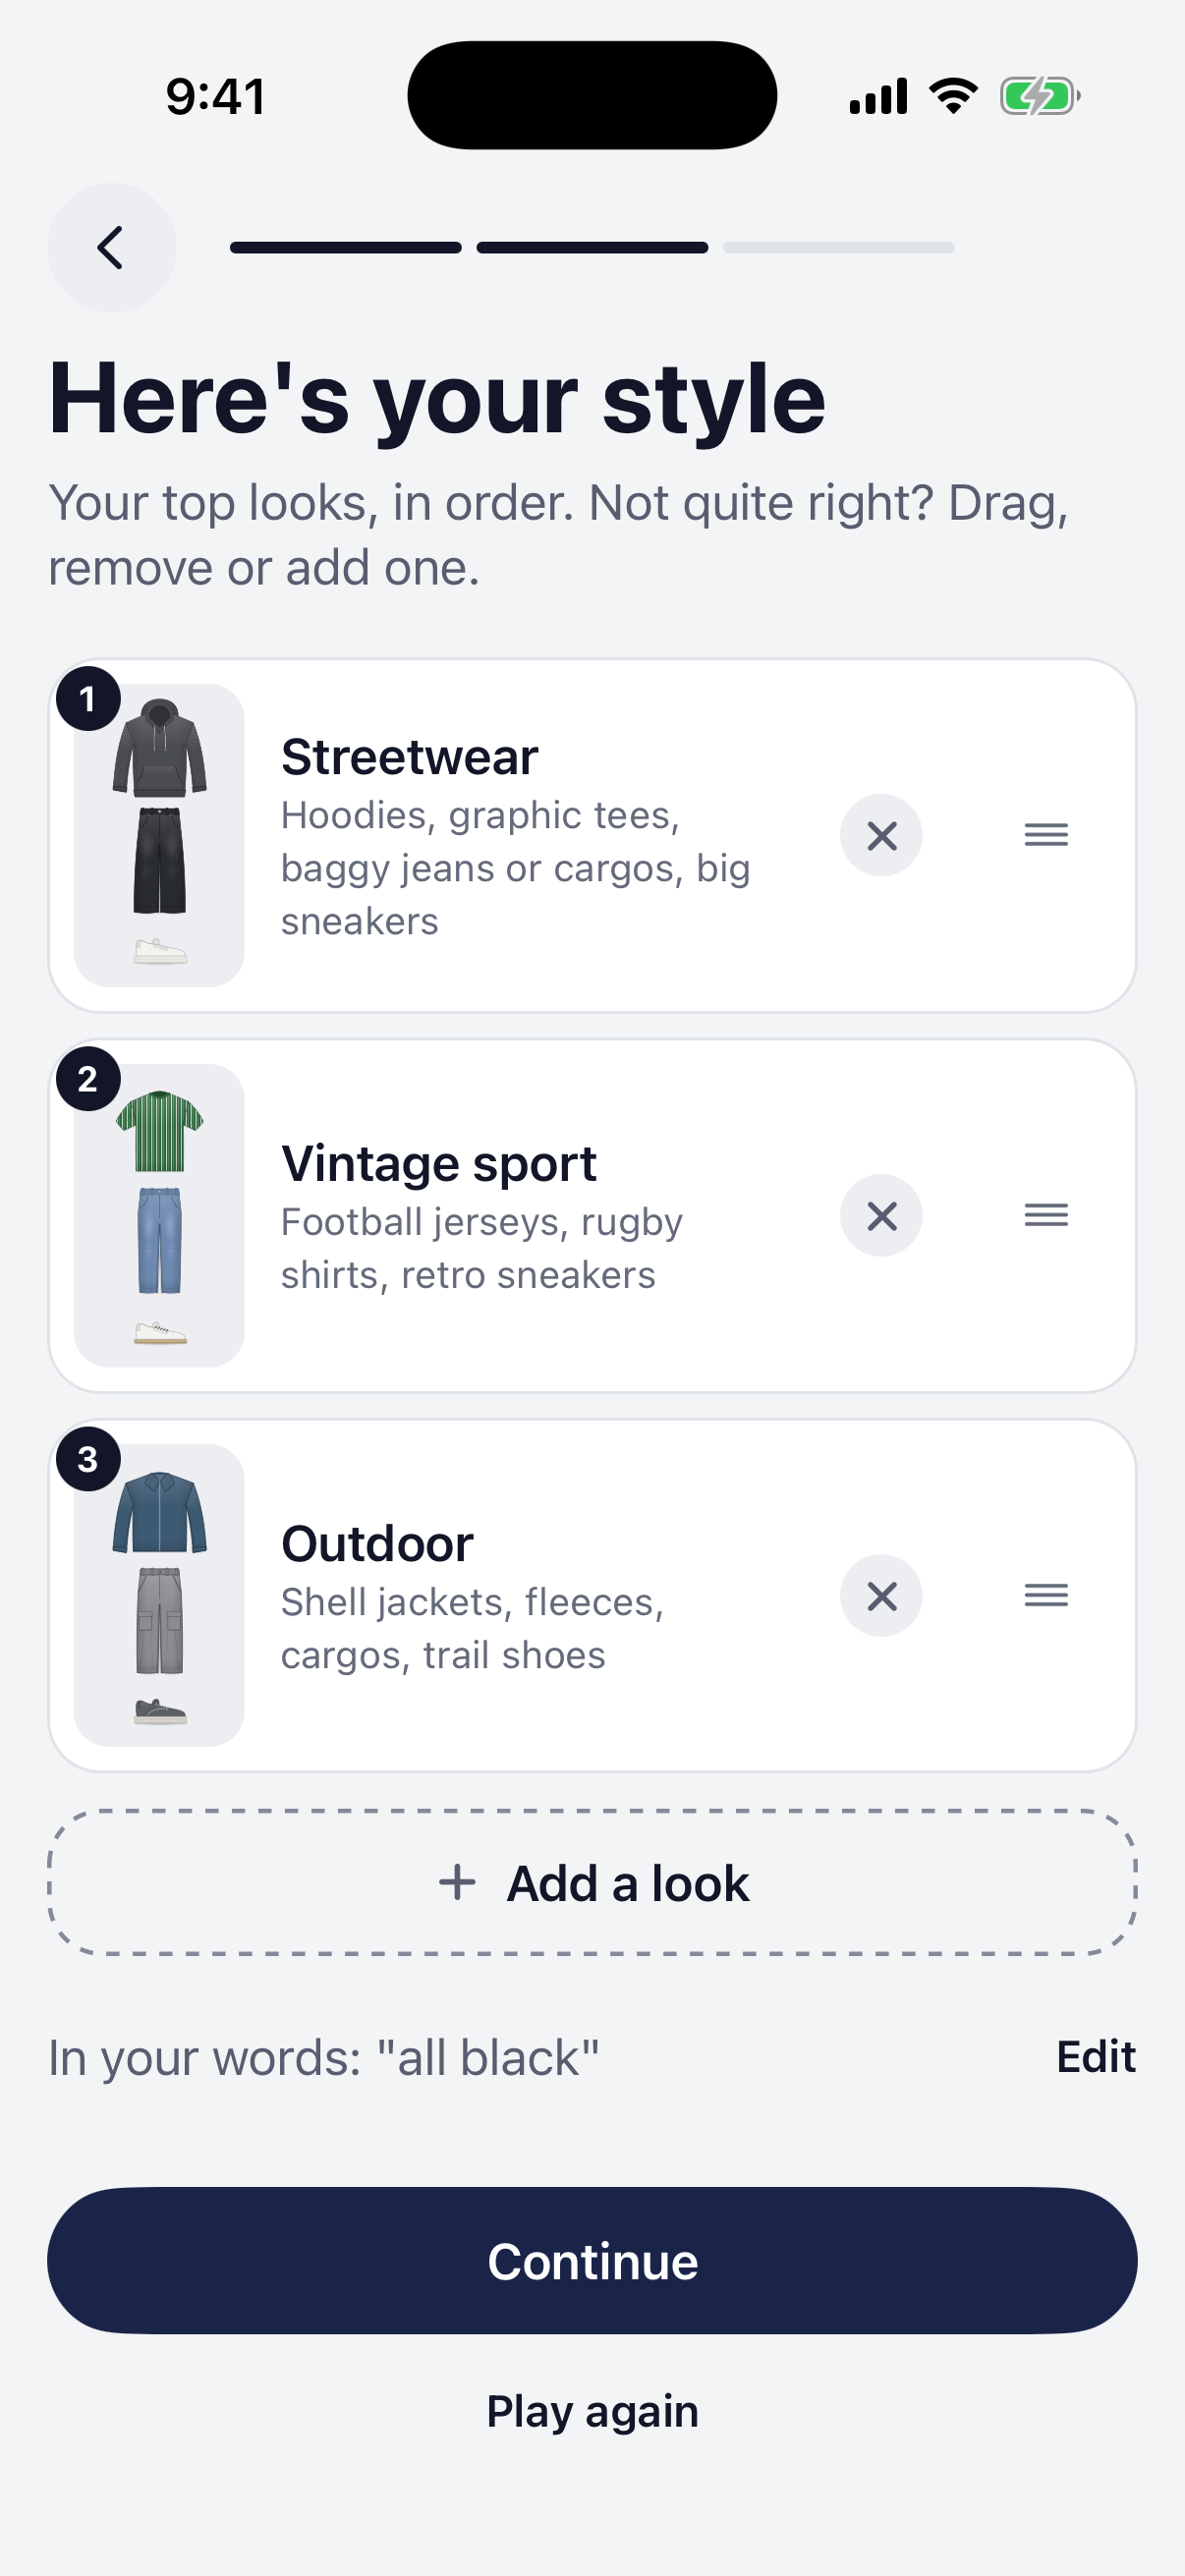 9:41
Here's your style
Your top looks, in order. Not quite right? Drag,
remove or add one.
1
Streetwear
Hoodies, graphic tees,
baggy jeans or cargos, big
sneakers
2
Vintage sport
Football jerseys, rugby
shirts, retro sneakers
3
Outdoor
Shell jackets, fleeces,
cargos, trail shoes
Add a look
In your words: "all black"
Edit
Continue
Play again